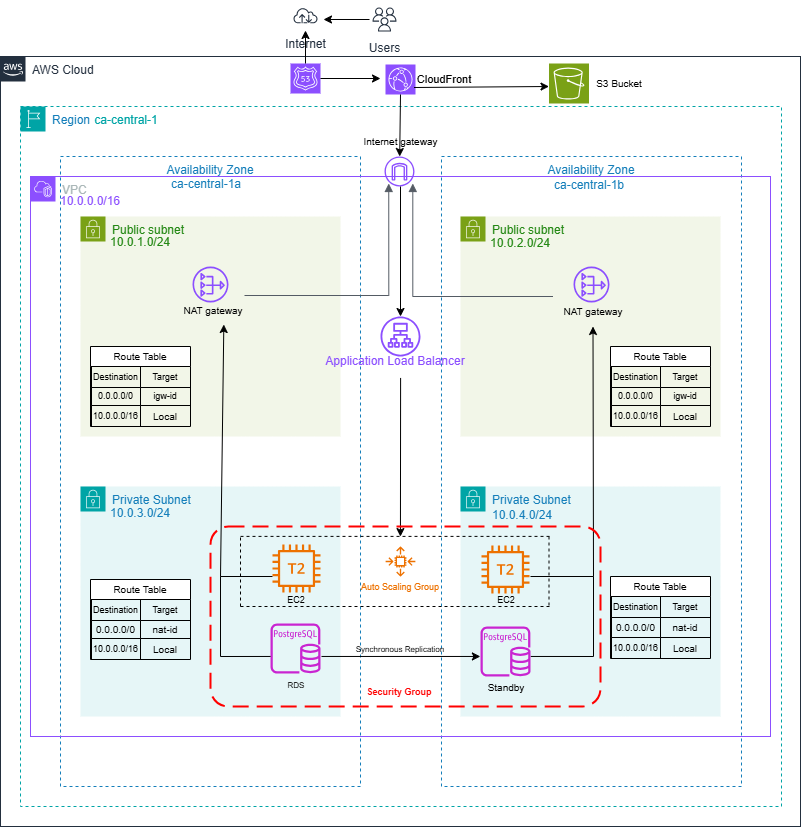 Internet
Users
aws
AWS Cloud
53
CloudFront
S3 Bucket
Region ca-central-1
Internet gateway
Availability Zone
ca-central-1a
Availability Zone
ca-central-1b
VPC
10.0.0.0/16
Public subnet
10.0.1.0/24
Public subnet
10.0.2.0/24
NAT gateway
NAT gateway
Application Load Balancer
Route Table
Destination Target
0.0.0.0/0 igw-id
10.0.0.0/16 Local
Route Table
Destination Target
0.0.0.0/0 igw-id
10.0.0.0/16 Local
Private Subnet
10.0.3.0/24
Private Subnet
10.0.4.0/24
T2
EC2
Auto Scaling Group
T2
EC2
Route Table
Destination Target
0.0.0.0/0 nat-id
10.0.0.0/16 Local
Route Table
Destination Target
0.0.0.0/0 nat-id
10.0.0.0/16 Local
PostgreSQL
RDS
Synchronous Replication
PostgreSQL
Standby
Security Group